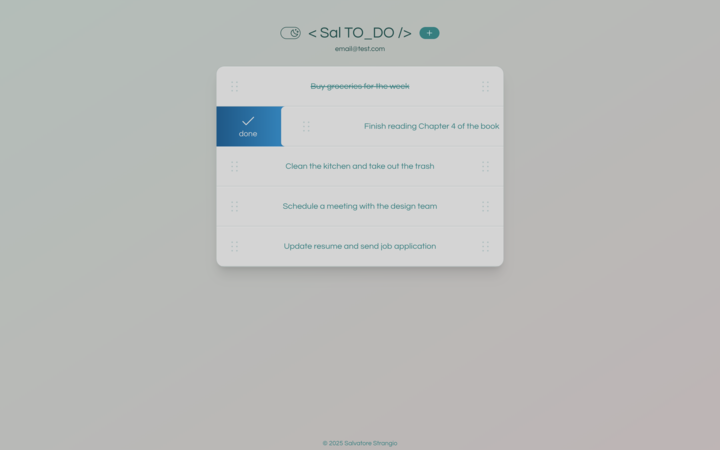 < Sal TO_DO />
+
email@test.com
Buy groceries for the week
done
Finish reading Chapter 4 of the book
Clean the kitchen and take out the trash
Schedule a meeting with the design team
Update resume and send job application
© 2025 Salvatore Strangio